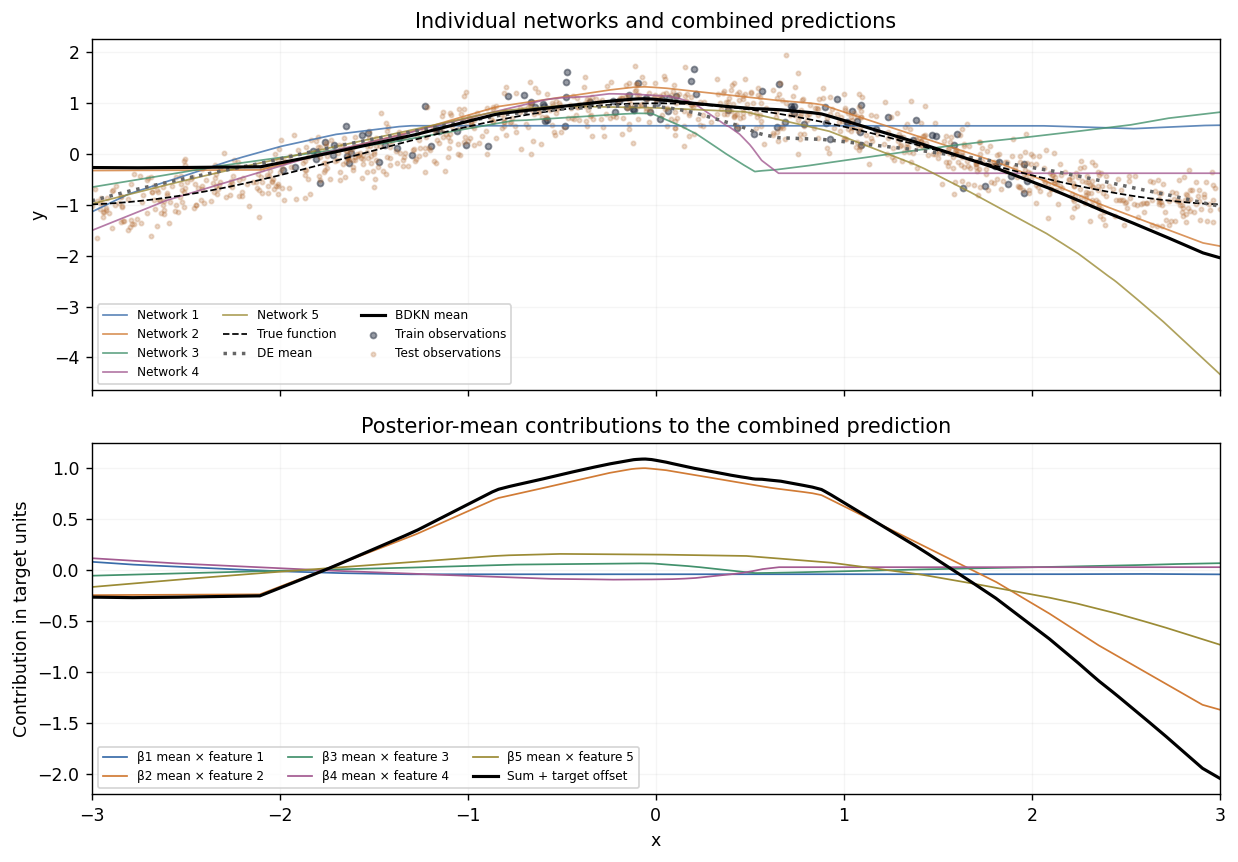 Individual networks and combined predictions
2
1
0
−1
−2
−3
−4
y
Network 1
Network 2
Network 3
Network 4
Network 5
True function
DE mean
BDKN mean
Train observations
Test observations
Posterior-mean contributions to the combined prediction
1.0
0.5
0.0
−0.5
−1.0
−1.5
−2.0
Contribution in target units
β1 mean × feature 1
β2 mean × feature 2
β3 mean × feature 3
β4 mean × feature 4
β5 mean × feature 5
Sum + target offset
−3
−2
−1
0
1
2
3
x